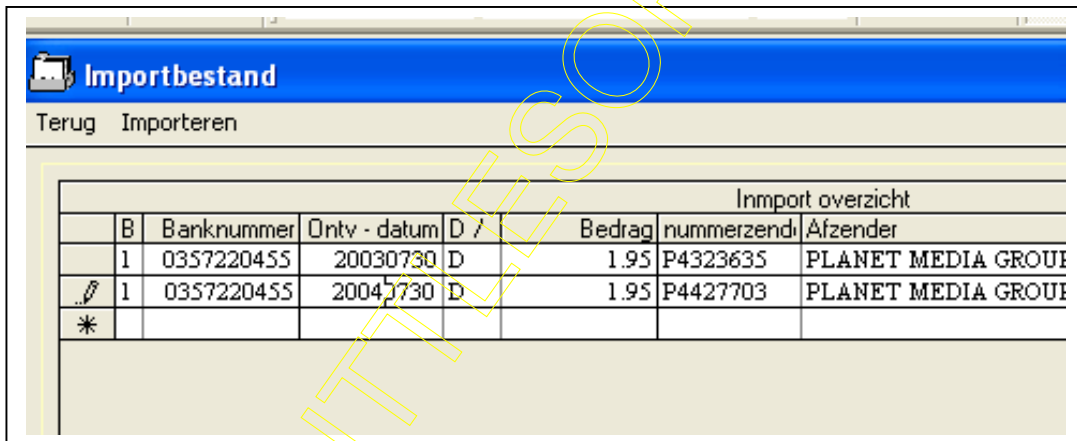 Importbestand
Terug Importeren
Inmport overzicht
B Banknummer Ontv - datum D / Bedrag nummerzend Afzender
1 0357220455 20030730 D 1.95 P4323635 PLANET MEDIA GROUP
1 0357220455 20040730 D 1.95 P4427703 PLANET MEDIA GROUP